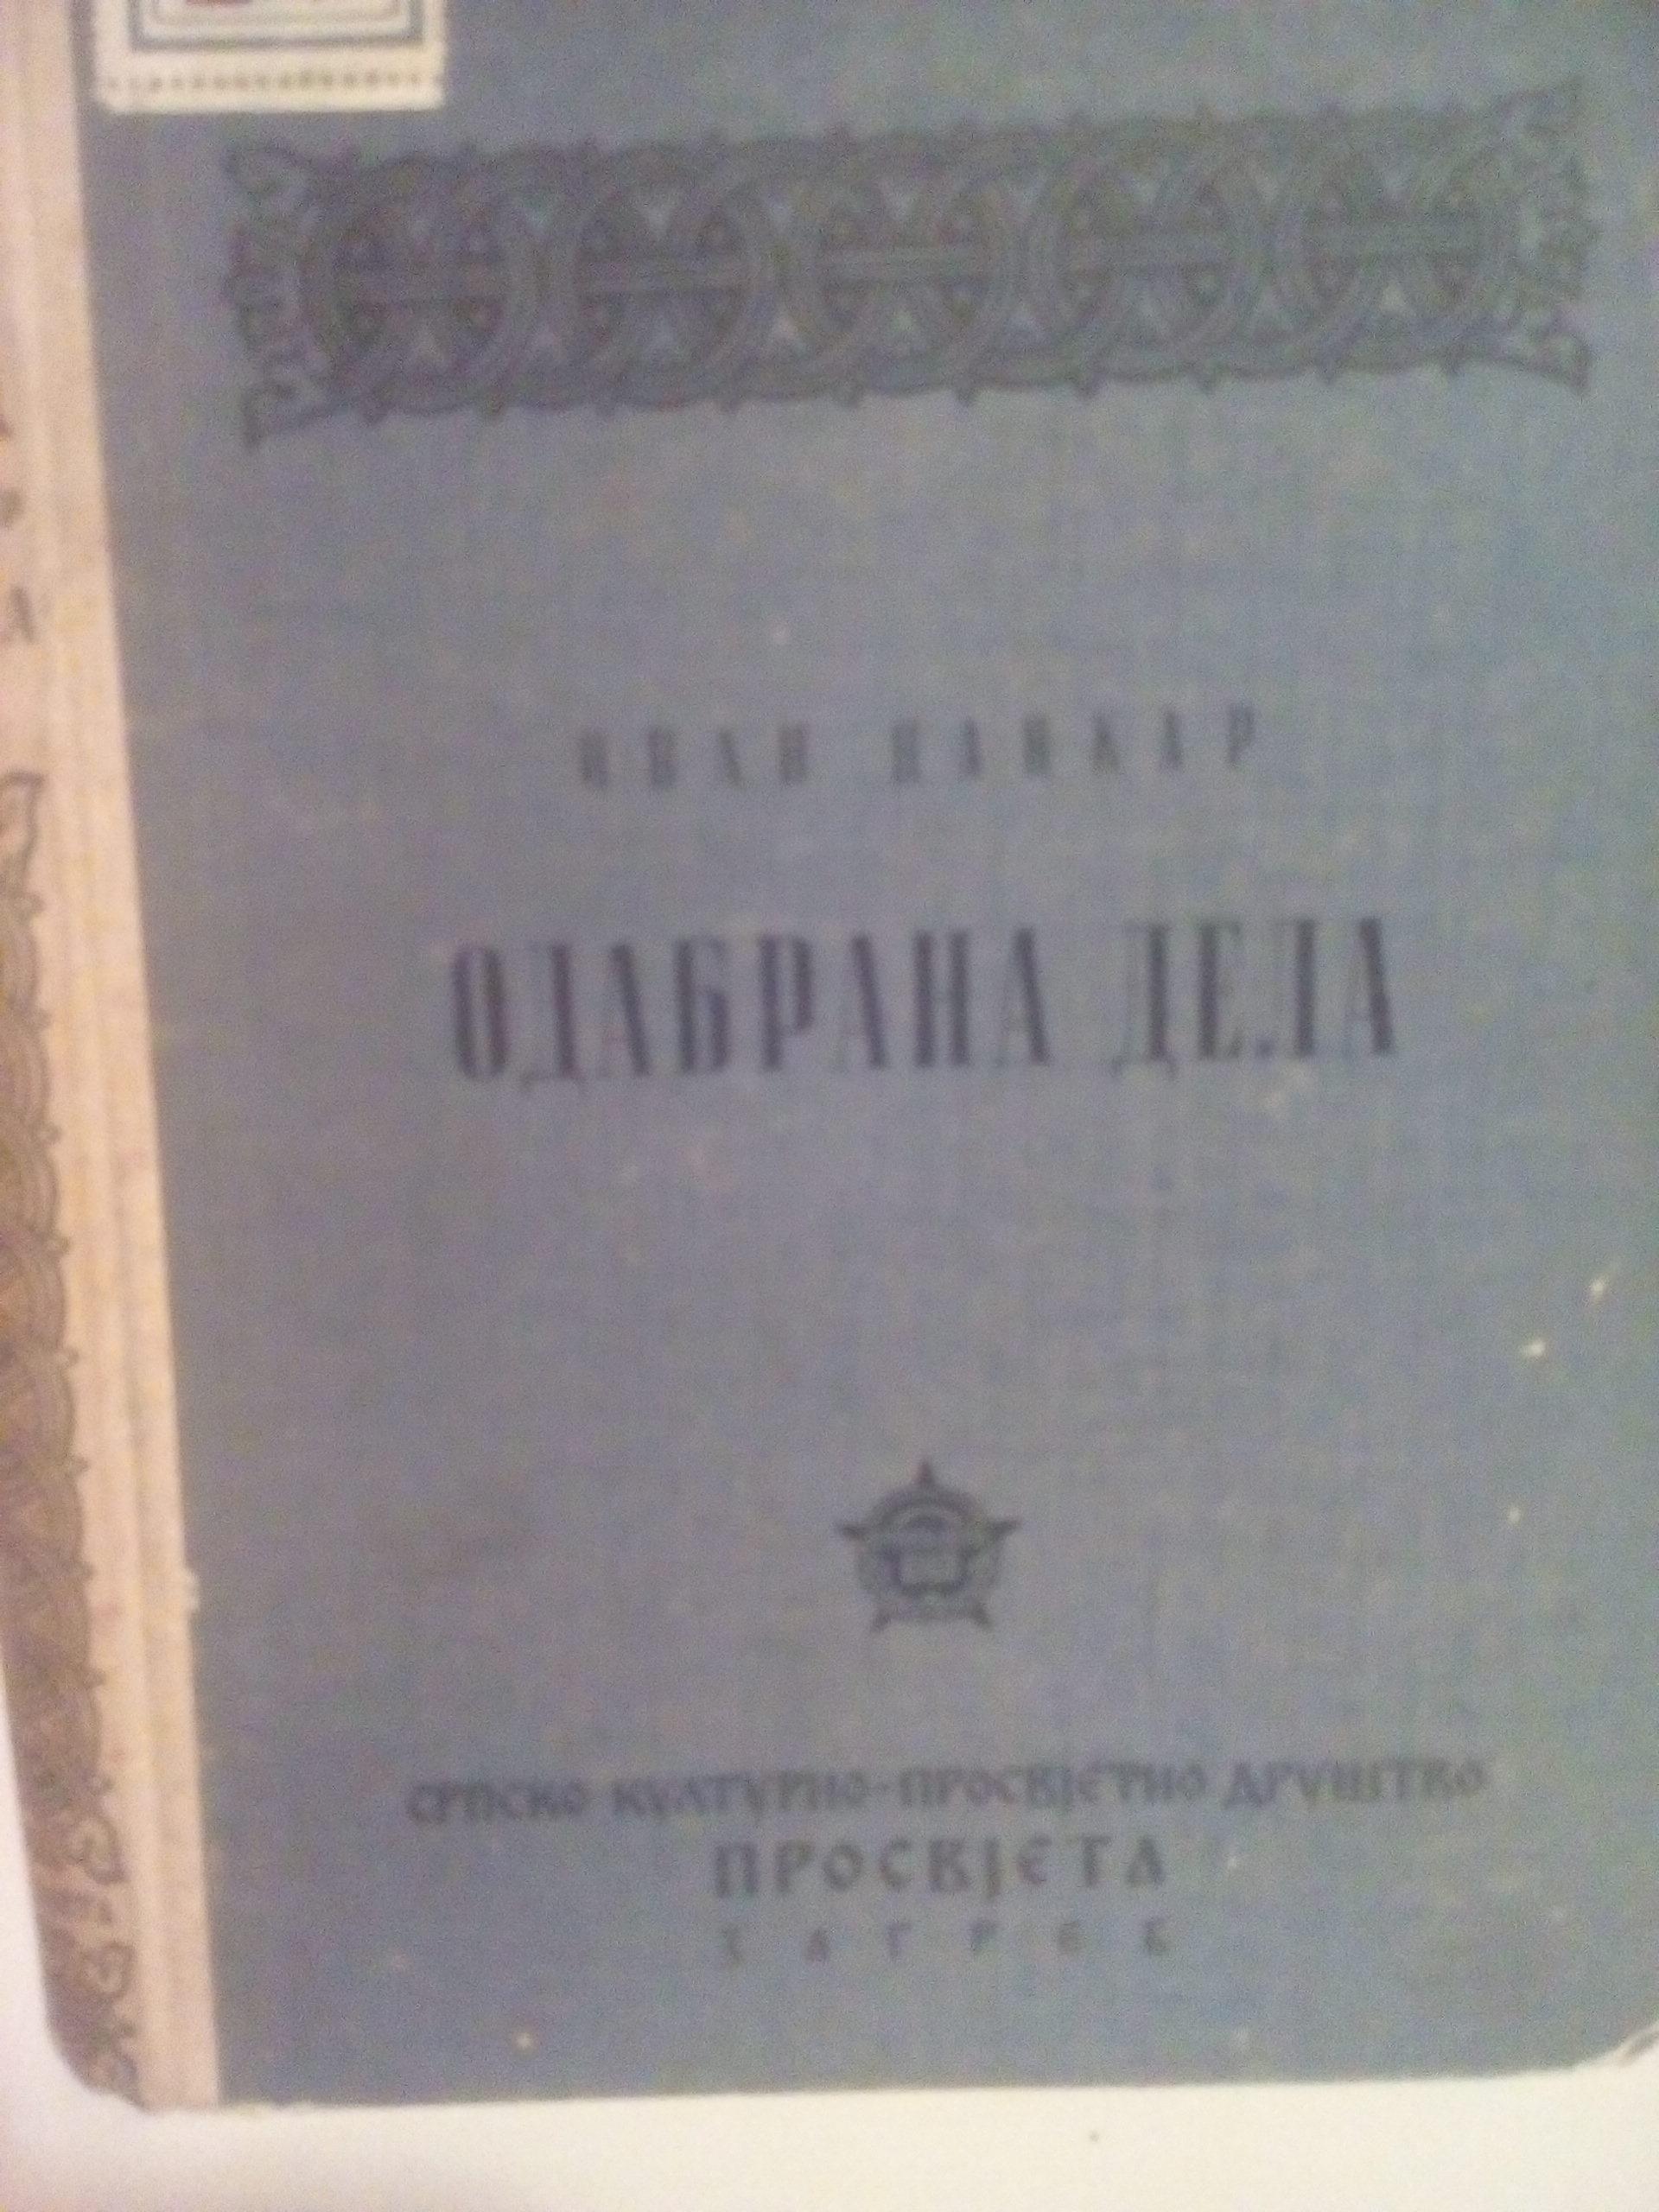 ИВАН ЦАНКАР
ОДАБРАНА ДЕЛА
СРПСКО КУЛТУРНО-ПРОСВЈЕТНО ДРУШТВО
ПРОСВЈЕТА
ЗАГРЕБ